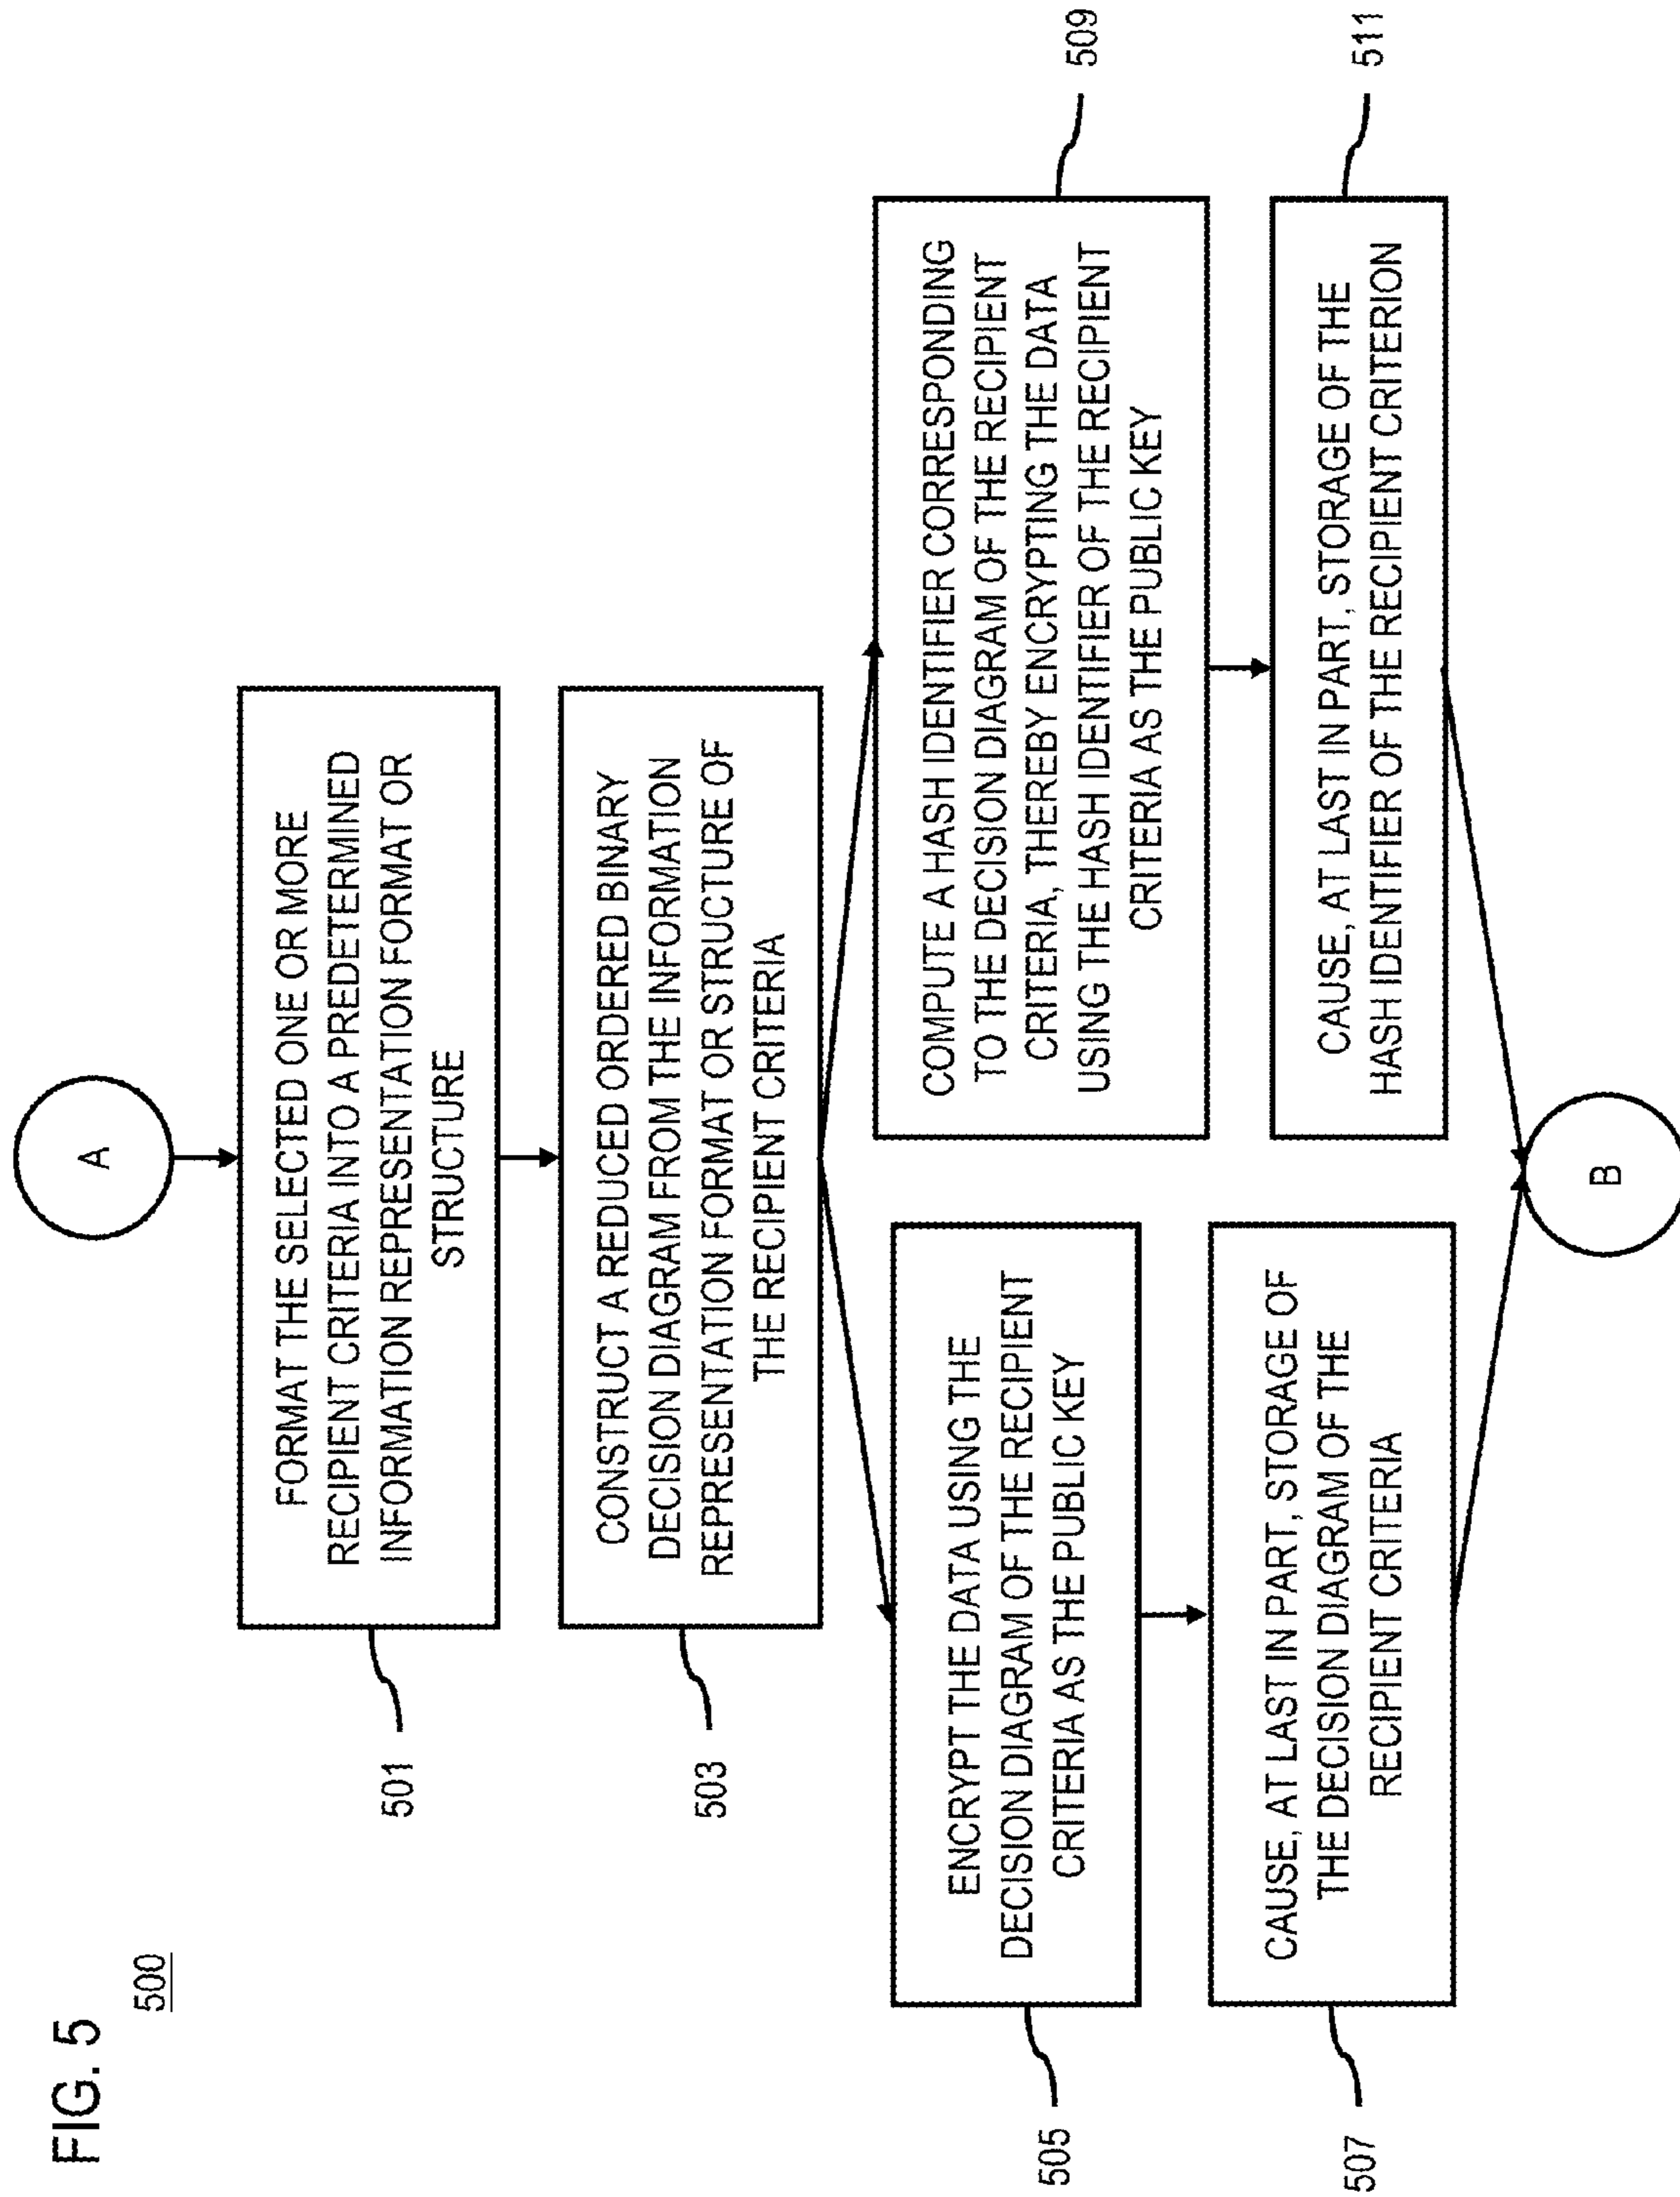 FIG. 5
500
A
FORMAT THE SELECTED ONE OR MORE
RECIPIENT CRITERIA INTO A PREDETERMINED
INFORMATION REPRESENTATION FORMAT OR
STRUCTURE
501
CONSTRUCT A REDUCED ORDERED BINARY
DECISION DIAGRAM FROM THE INFORMATION
REPRESENTATION FORMAT OR STRUCTURE OF
THE RECIPIENT CRITERIA
503
ENCRYPT THE DATA USING THE
DECISION DIAGRAM OF THE RECIPIENT
CRITERIA AS THE PUBLIC KEY
505
CAUSE, AT LAST IN PART, STORAGE OF
THE DECISION DIAGRAM OF THE
RECIPIENT CRITERIA
507
COMPUTE A HASH IDENTIFIER CORRESPONDING
TO THE DECISION DIAGRAM OF THE RECIPIENT
CRITERIA, THEREBY ENCRYPTING THE DATA
USING THE HASH IDENTIFIER OF THE RECIPIENT
CRITERIA AS THE PUBLIC KEY
509
CAUSE, AT LAST IN PART, STORAGE OF THE
HASH IDENTIFIER OF THE RECIPIENT CRITERION
511
B